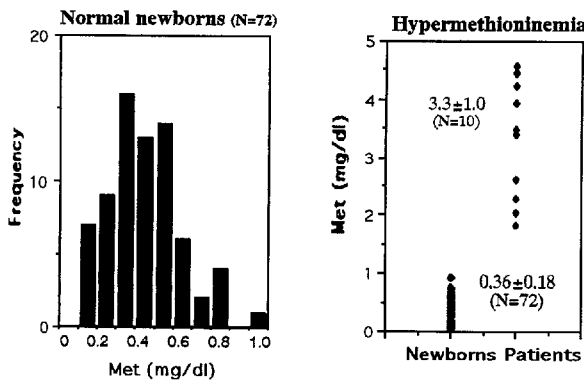 Normal newborns (N=72)
20
10
0
Frequency
0 0.2 0.4 0.6 0.8 1.0
Met (mg/dl)
Hypermethioninemia
5
4
3
2
1
0
Met (mg/dl)
3.3±1.0
(N=10)
0.36±0.18
(N=72)
Newborns Patients